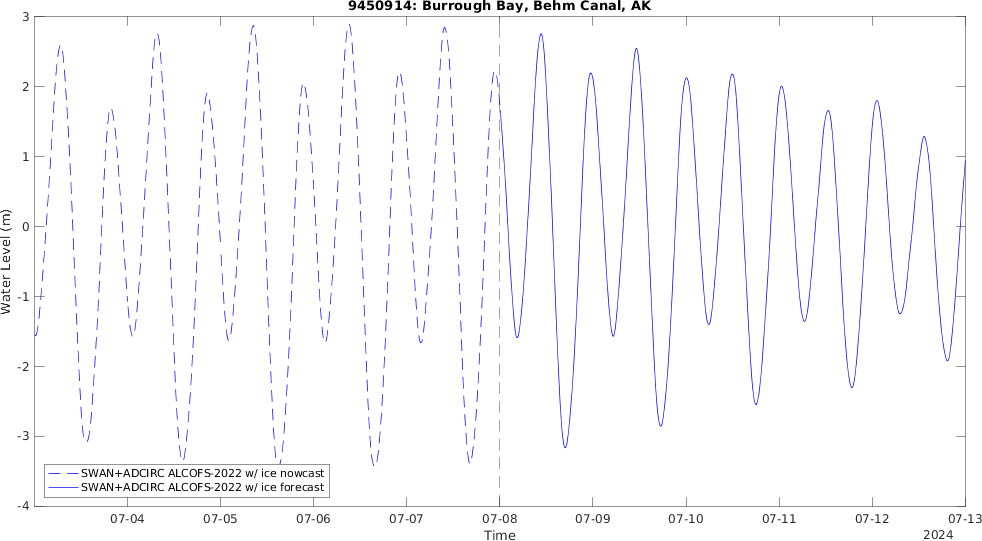 9450914: Burrough Bay, Behm Canal, AK
3
2
1
0
-1
-2
-3
-4
Water Level (m)
SWAN+ADCIRC ALCOFS-2022 w/ ice nowcast
SWAN+ADCIRC ALCOFS-2022 w/ ice forecast
07-04 07-05 07-06 07-07 07-08 07-09 07-10 07-11 07-12 07-13
Time
2024